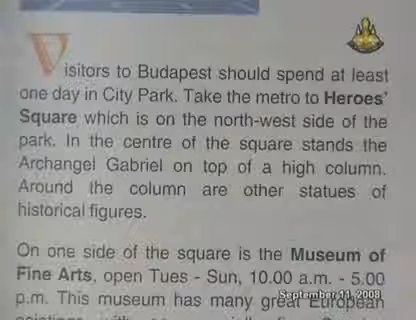 Visitors to Budapest should spend at least
one day in City Park. Take the metro to Heroes'
Square which is on the north-west side of the
park. In the centre of the square stands the
Archangel Gabriel on top of a high column.
Around the column are other statues of
historical figures.
On one side of the square is the Museum of
Fine Arts, open Tues - Sun, 10.00 a.m. - 5.00
p.m. This museum has many great European
September 11, 2008